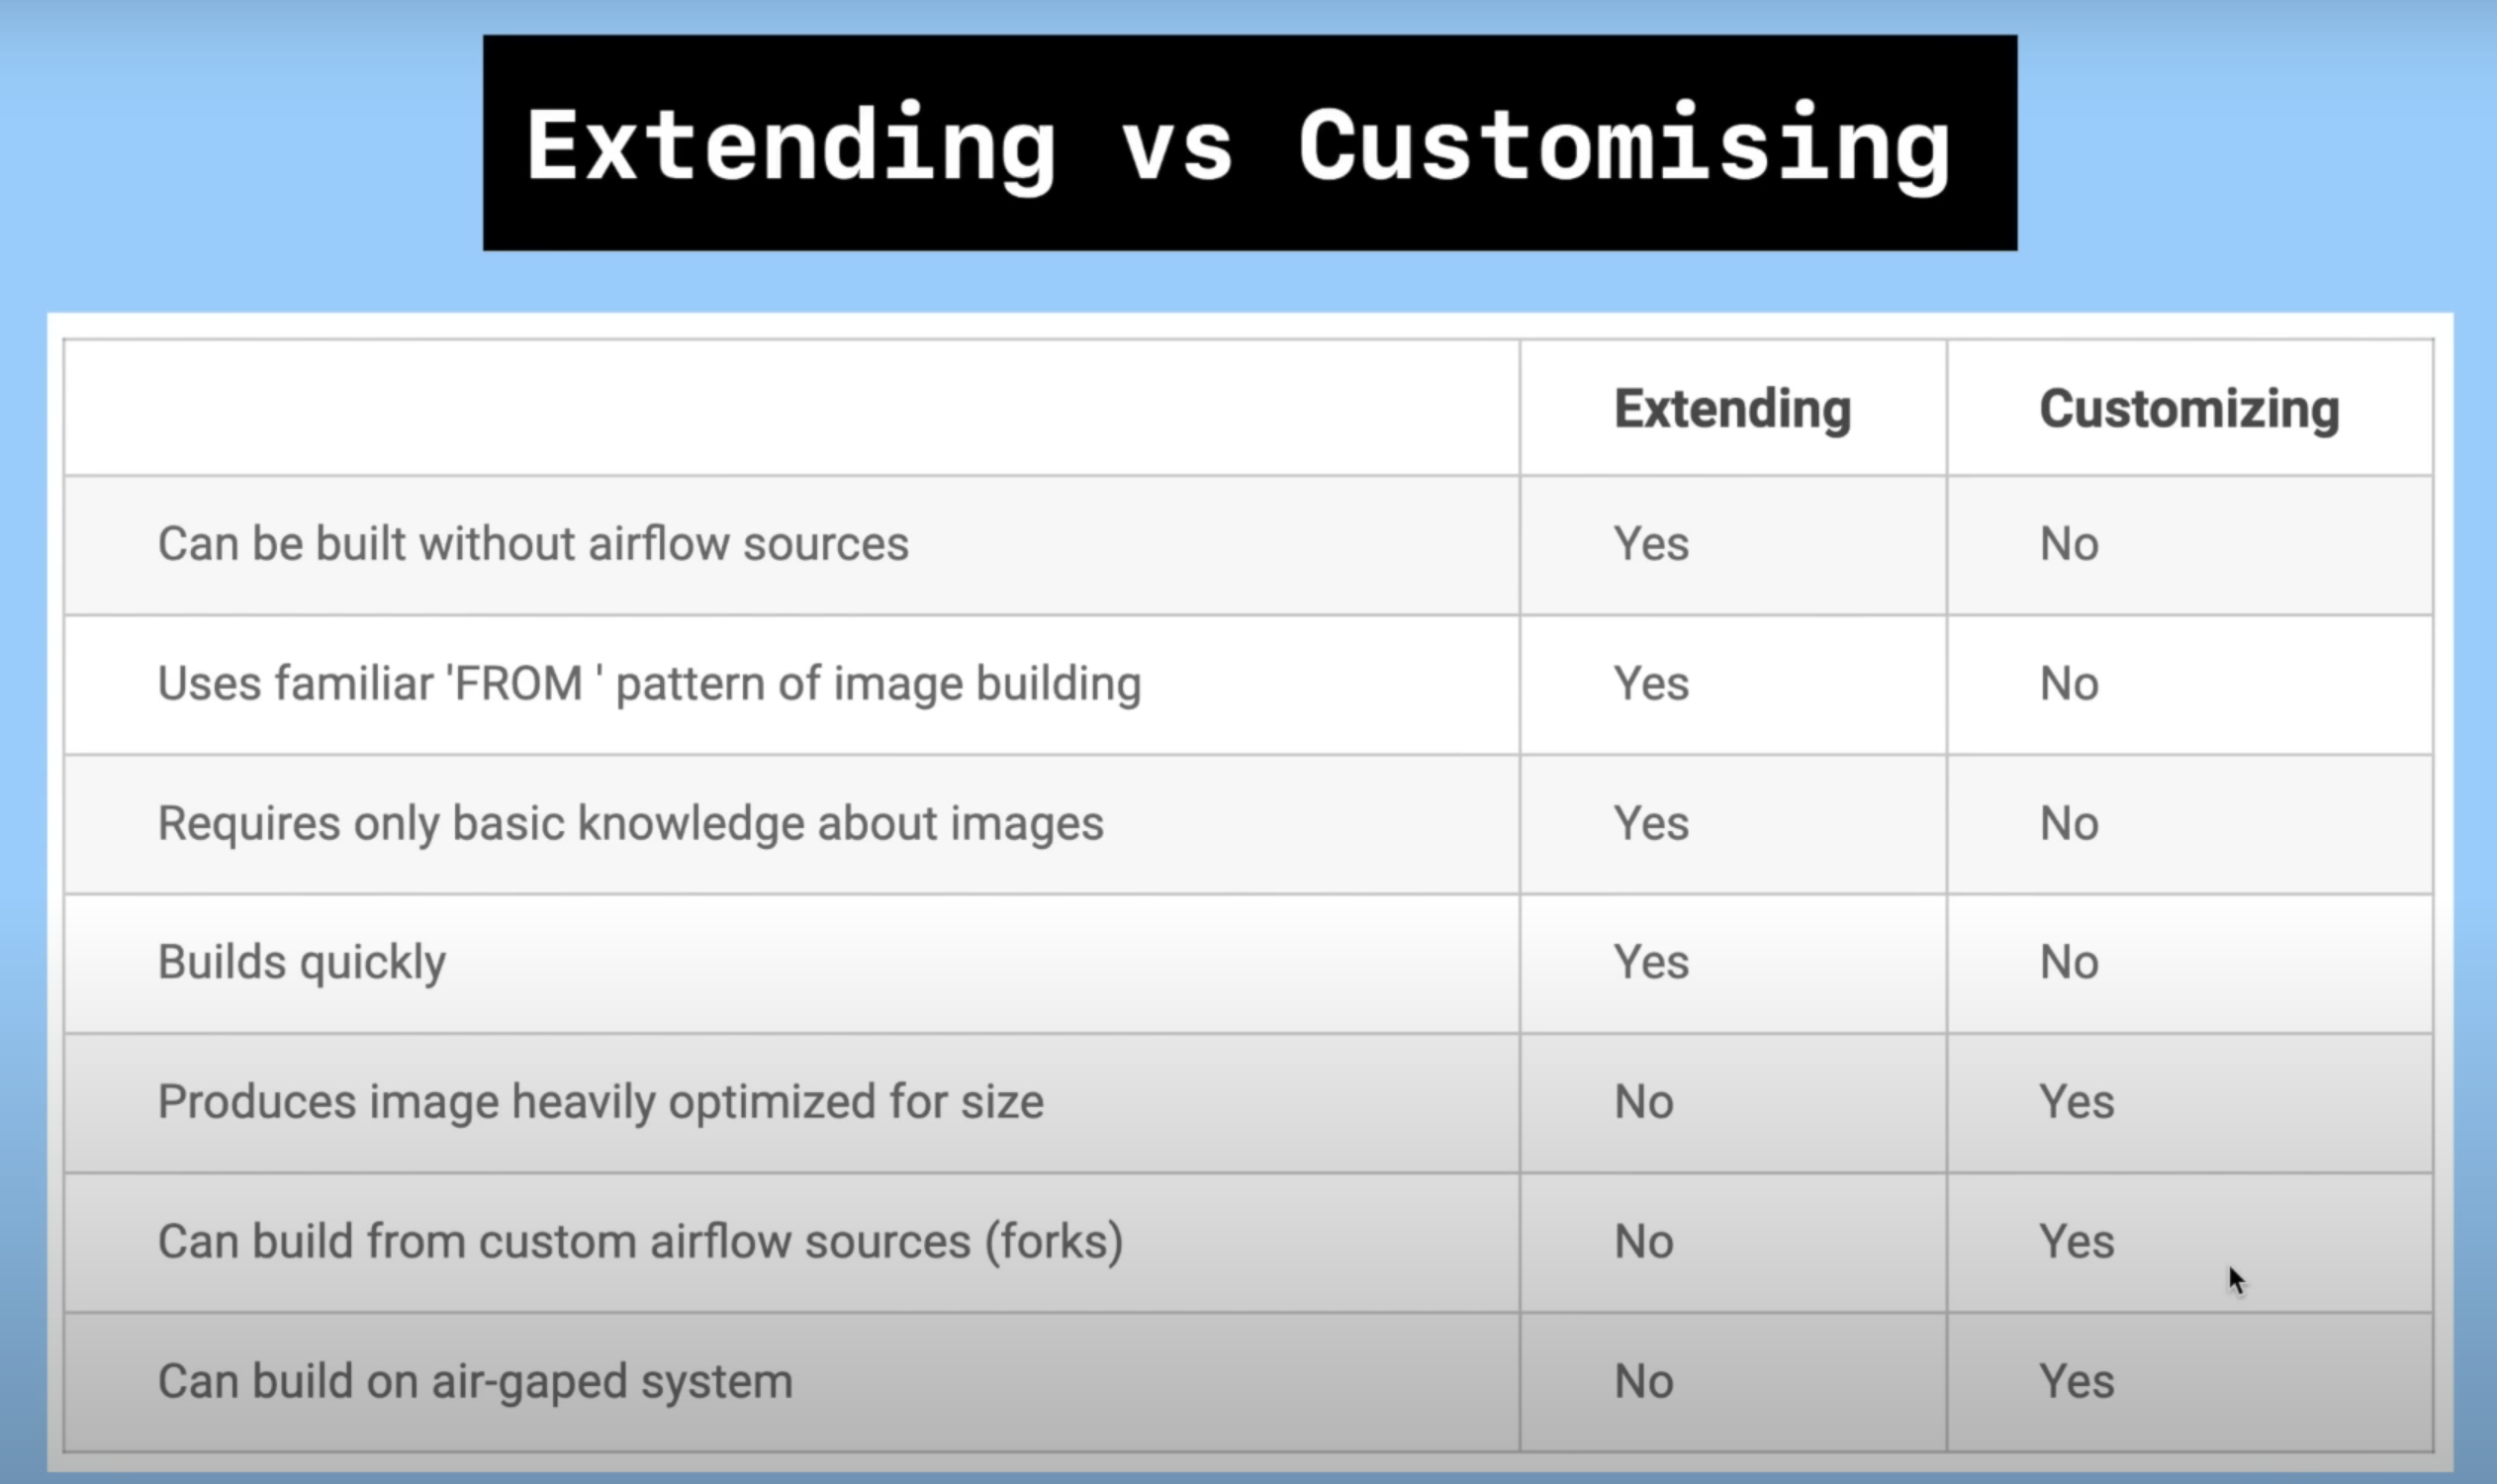 Extending vs Customising
Extending Customizing
Can be built without airflow sources Yes No
Uses familiar 'FROM ' pattern of image building Yes No
Requires only basic knowledge about images Yes No
Builds quickly Yes No
Produces image heavily optimized for size No Yes
Can build from custom airflow sources (forks) No Yes
Can build on air-gaped system No Yes